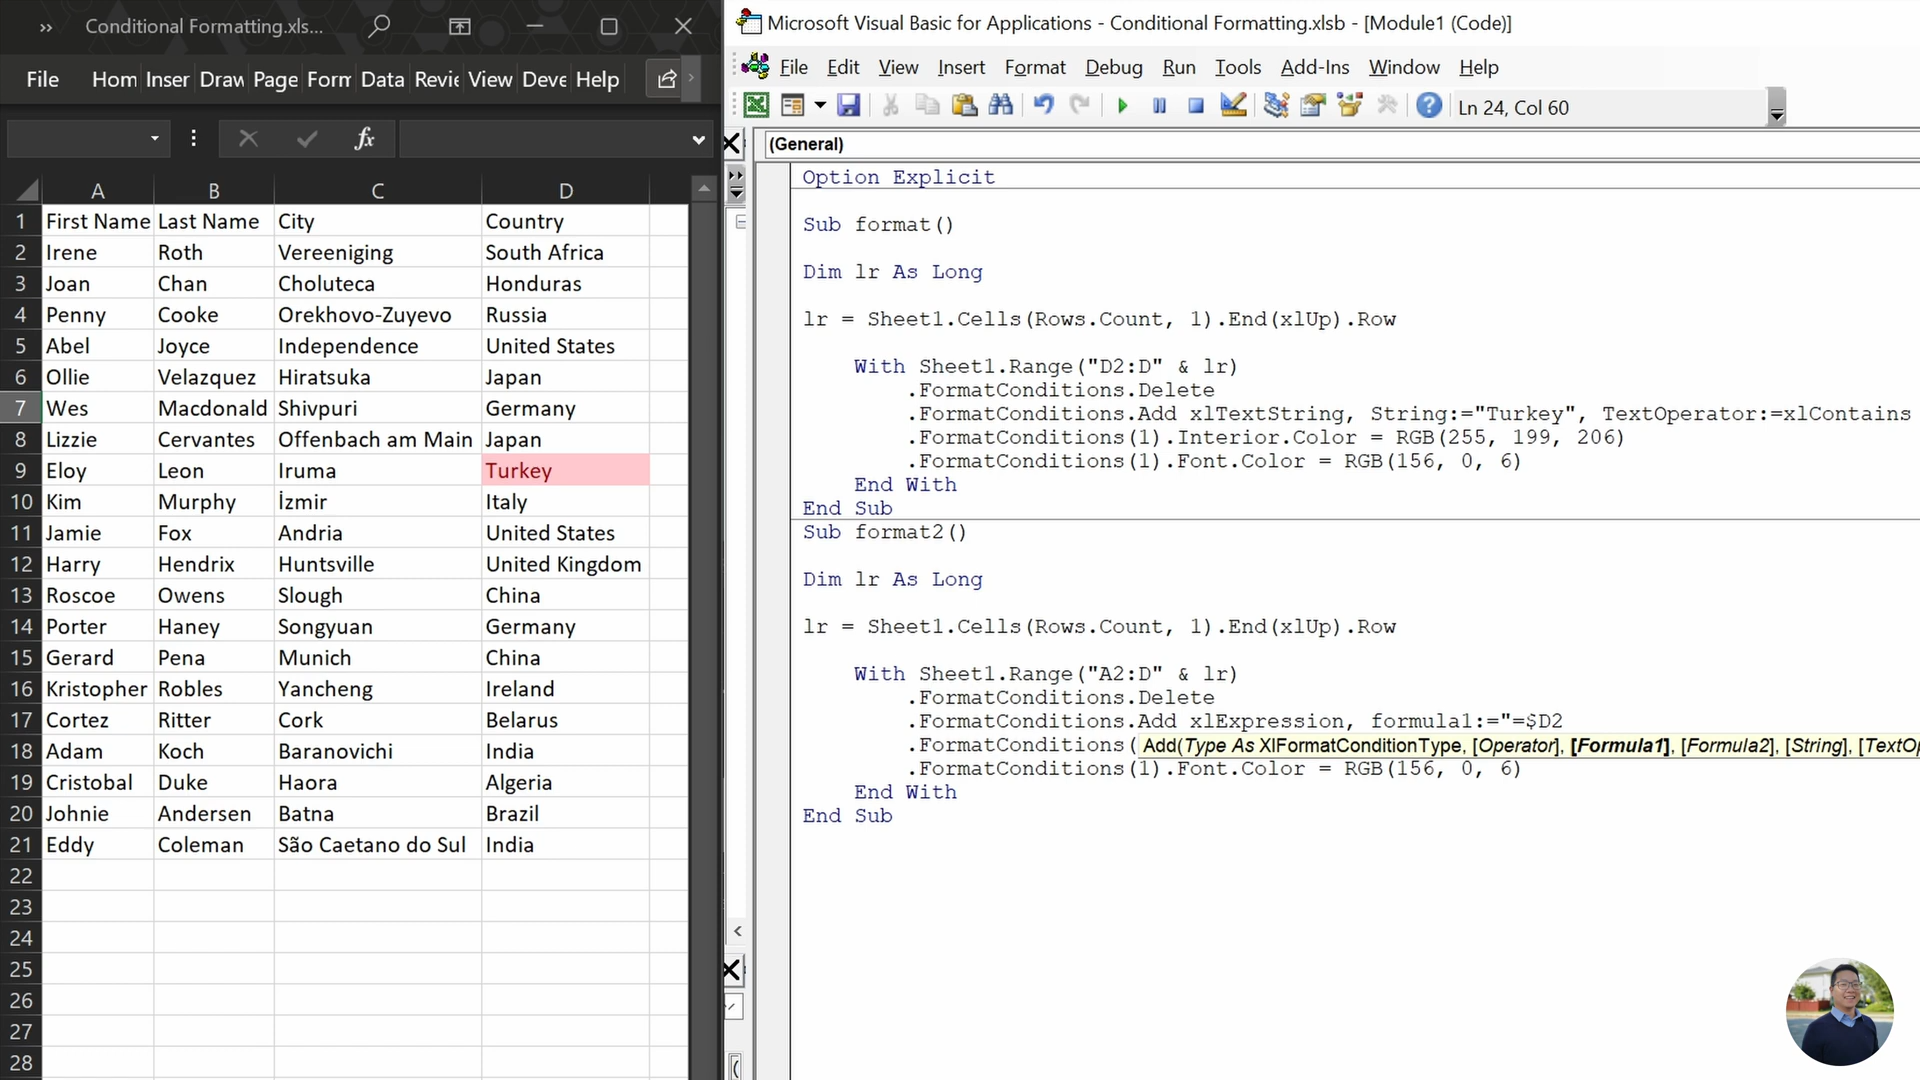 Conditional Formatting.xls...
File Hom Inser Drav Page Form Data Revie View Deve Help
fx
A B C D
1 First Name Last Name City Country
2 Irene Roth Vereeniging South Africa
3 Joan Chan Choluteca Honduras
4 Penny Cooke Orekhovo-Zuyevo Russia
5 Abel Joyce Independence United States
6 Ollie Velazquez Hiratsuka Japan
7 Wes Macdonald Shivpuri Germany
8 Lizzie Cervantes Offenbach am Main Japan
9 Eloy Leon Iruma Turkey
10 Kim Murphy İzmir Italy
11 Jamie Fox Andria United States
12 Harry Hendrix Huntsville United Kingdom
13 Roscoe Owens Slough China
14 Porter Haney Songyuan Germany
15 Gerard Pena Munich China
16 Kristopher Robles Yancheng Ireland
17 Cortez Ritter Cork Belarus
18 Adam Koch Baranovichi India
19 Cristobal Duke Haora Algeria
20 Johnie Andersen Batna Brazil
21 Eddy Coleman São Caetano do Sul India
22
23
24
25
26
27
28
Microsoft Visual Basic for Applications - Conditional Formatting.xlsb - [Module1 (Code)]
File Edit View Insert Format Debug Run Tools Add-Ins Window Help
Ln 24, Col 60
(General)
Option Explicit
Sub format()
Dim lr As Long
lr = Sheet1.Cells(Rows.Count, 1).End(xlUp).Row
With Sheet1.Range("D2:D" & lr)
.FormatConditions.Delete
.FormatConditions.Add xlTextString, String:="Turkey", TextOperator:=xlContains
.FormatConditions(1).Interior.Color = RGB(255, 199, 206)
.FormatConditions(1).Font.Color = RGB(156, 0, 6)
End With
End Sub
Sub format2()
Dim lr As Long
lr = Sheet1.Cells(Rows.Count, 1).End(xlUp).Row
With Sheet1.Range("A2:D" & lr)
.FormatConditions.Delete
.FormatConditions.Add xlExpression, formula1:="=$D2
.FormatConditions( Add(Type As XlFormatConditionType, [Operator], [Formula1], [Formula2], [String], [TextOp
.FormatConditions(1).Font.Color = RGB(156, 0, 6)
End With
End Sub